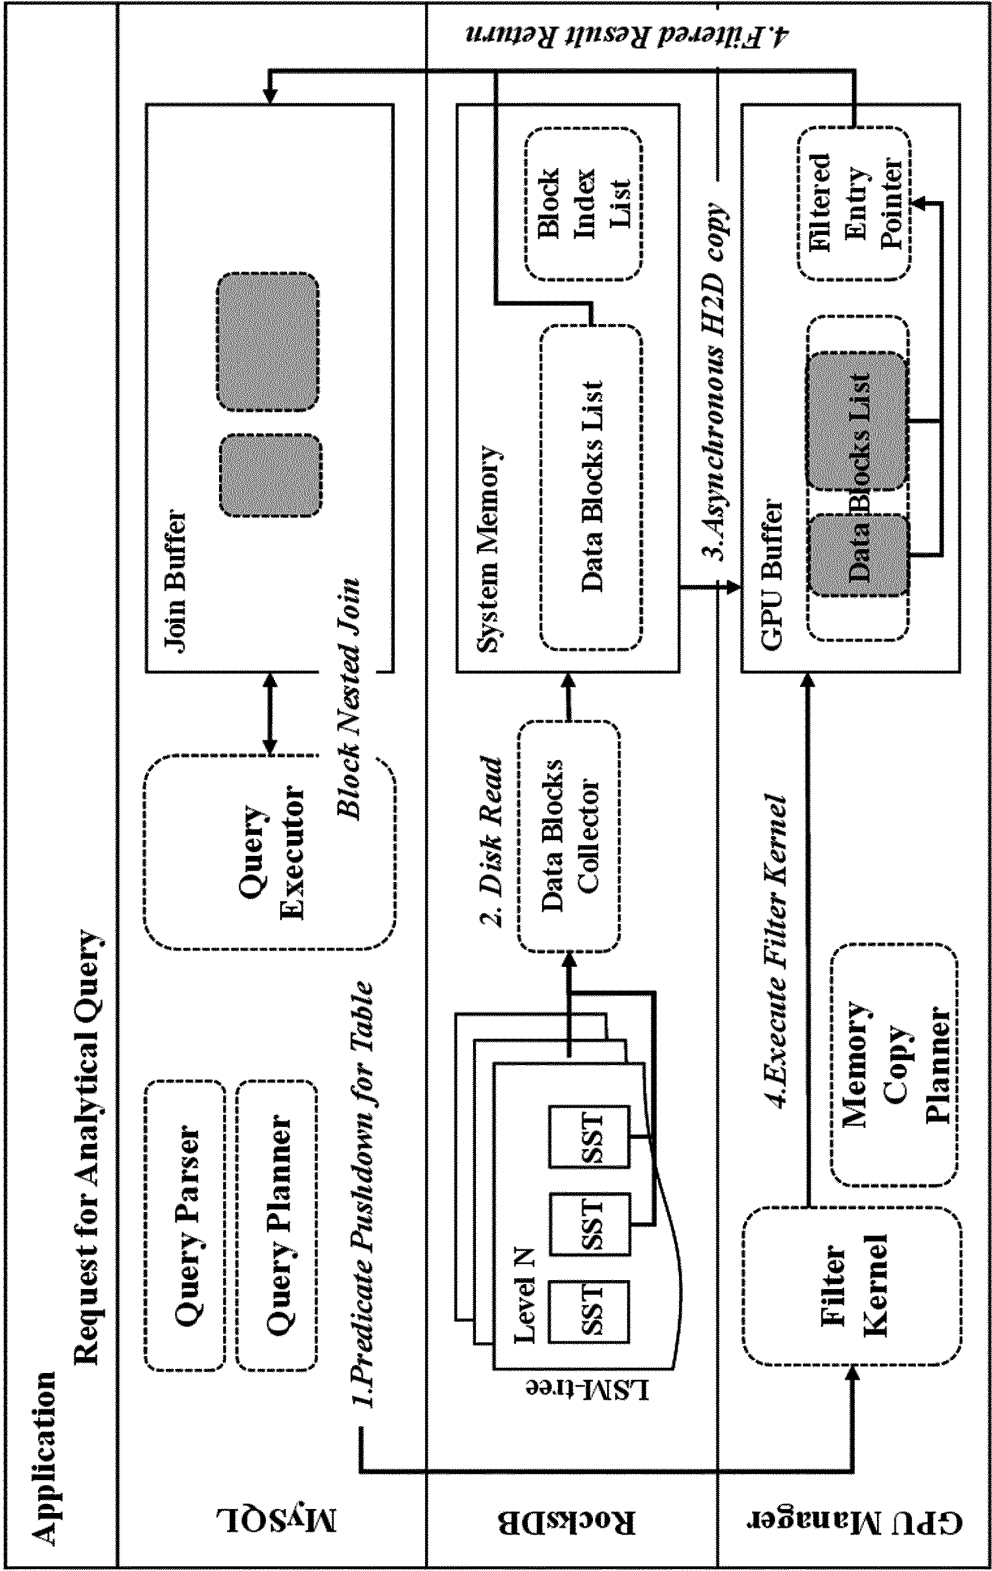 Application
Request for Analytical Query
MySQL
Query Parser
Query Planner
Query
Executor
Block Nested Join
Join Buffer
1.Predicate Pushdown for Table
RocksDB
LSM-tree
Level N
SST
SST
SST
2. Disk Read
Data Blocks
Collector
System Memory
Data Blocks List
Block
Index
List
3.Asynchronous H2D copy
GPU Manager
Filter
Kernel
Memory
Copy
Planner
4.Execute Filter Kernel
GPU Buffer
Data Blocks List
Filtered
Entry
Pointer
4.Filtered Result Return